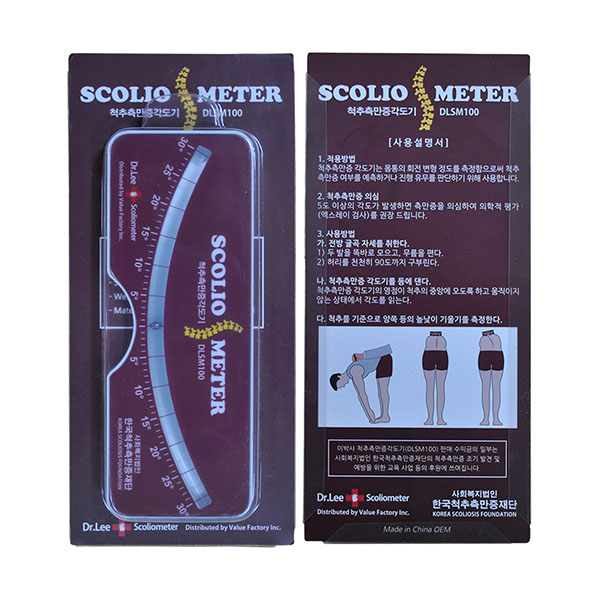 SCOLIO METER
척추측만증각도기 DLSM100
30°
25°
20°
15°
10°
5°
5°
10°
15°
20°
25°
30°
Dr.Lee Scoliometer
Distributed by Value Factory Inc.
SCOLIO METER
척추측만증각도기 DLSM100
- We
- Mate
사회복지법인
한국척추측만증재단
KOREA SCOLIOSIS FOUNDATION
Dr.Lee Scoliometer Distributed by Value Factory Inc.
SCOLIO METER
척추측만증각도기 DLSM100
[사용설명서]
1. 적용방법
척추측만증 각도기는 몸통의 회전 변형 정도를 측정함으로써 척추
측만증 여부를 예측하거나 진행 유무를 판단하기 위해 사용합니다.
2. 척추측만증 의심
5도 이상의 각도가 발생하면 측만증을 의심하여 의학적 평가
(엑스레이 검사)를 권장 드립니다.
3. 사용방법
가. 전방 굴곡 자세를 취한다.
1) 두 발을 똑바로 모으고, 무릎을 편다.
2) 허리를 천천히 90도까지 구부린다.
나. 척추측만증 각도기를 등에 댄다.
척추측만증 각도기의 영점이 척추의 중앙에 오도록 하고 움직이지
않는 상태에서 각도를 읽는다.
다. 척추를 기준으로 양쪽 등의 높낮이 기울기를 측정한다.
이박사 척추측만증각도기(DLSM100) 판매 수익금의 일부는
사회복지법인 한국척추측만증재단의 척추측만증 조기 발견 및
예방을 위한 교육 사업 등의 후원에 쓰여집니다.
Dr.Lee Scoliometer
Distributed by Value Factory Inc.
사회복지법인
한국척추측만증재단
KOREA SCOLIOSIS FOUNDATION
Made in China OEM